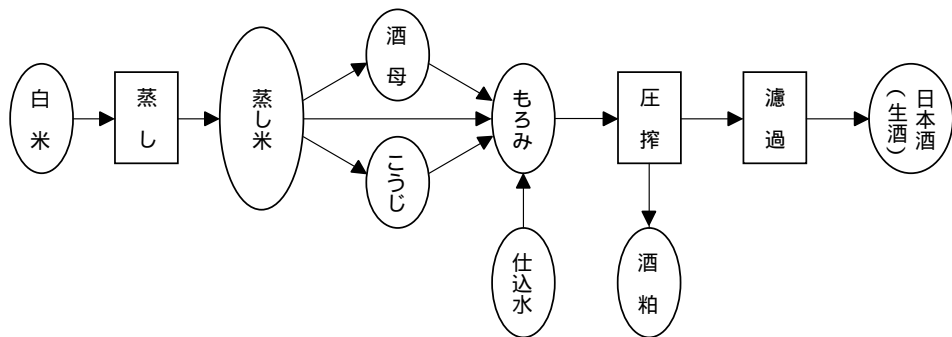 白米
蒸し
蒸し米
酒母
こうじ
もろみ
仕込水
圧搾
酒粕
濾過
日本酒
(生酒)